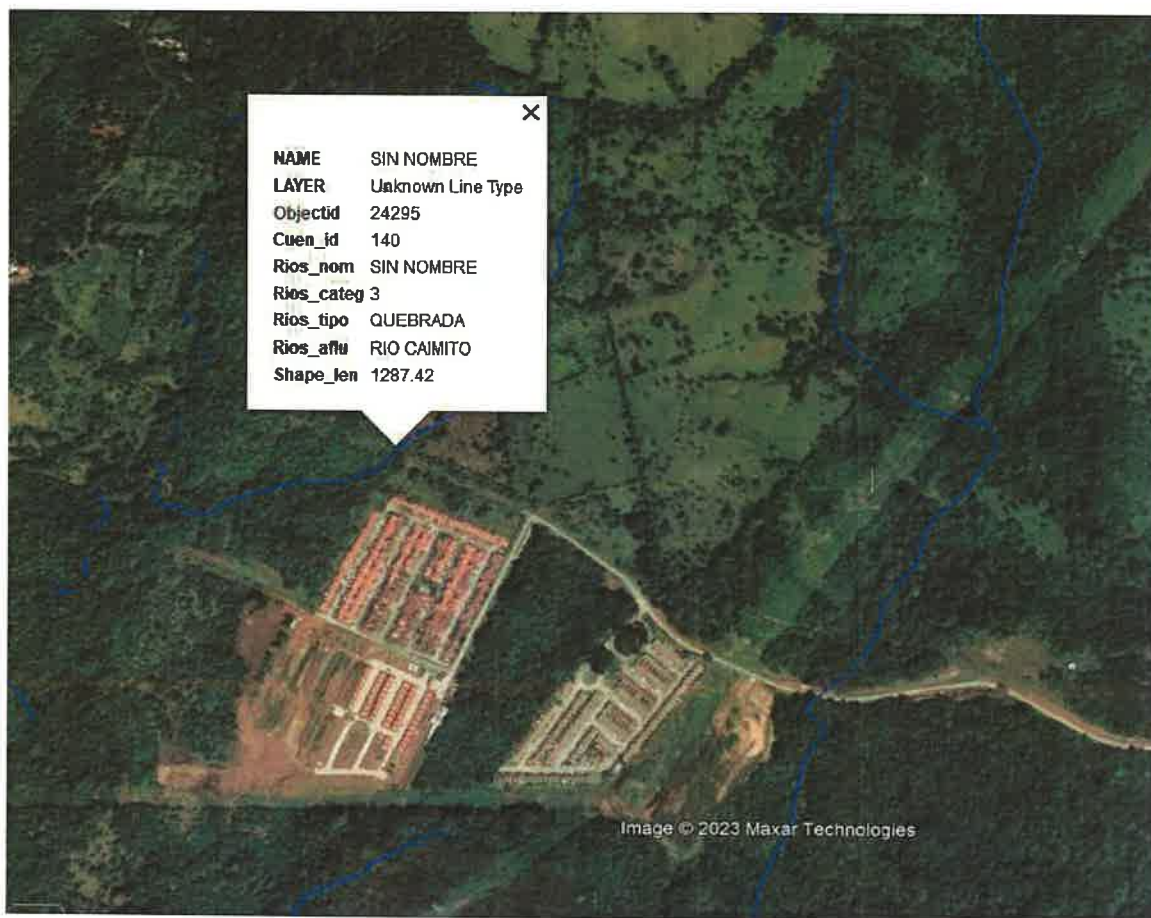 NAME SIN NOMBRE
LAYER Unknown Line Type
Objectid 24295
Cuen_id 140
Rios_nom SIN NOMBRE
Rios_categ 3
Rios_tipo QUEBRADA
Rios_aflu RIO CAIMITO
Shape_len 1287.42
Image © 2023 Maxar Technologies